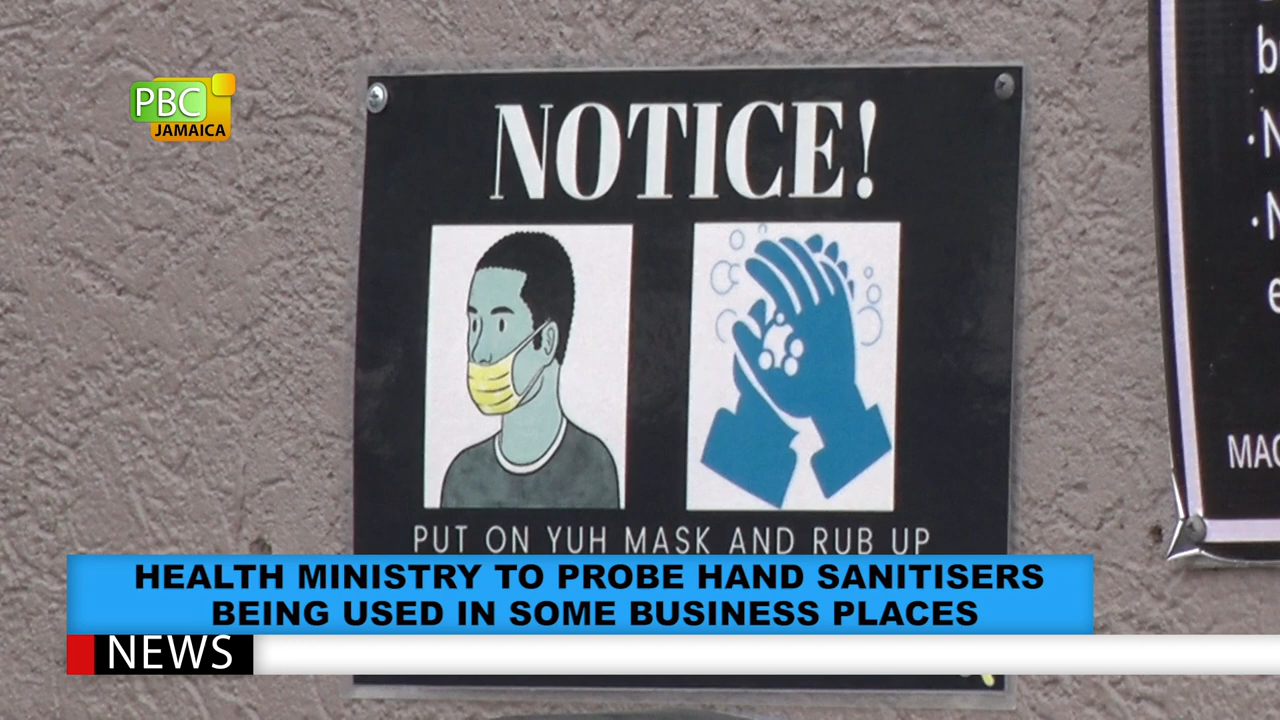 PBC
JAMAICA
NOTICE!
PUT ON YUH MASK AND RUB UP
HEALTH MINISTRY TO PROBE HAND SANITISERS
BEING USED IN SOME BUSINESS PLACES
NEWS